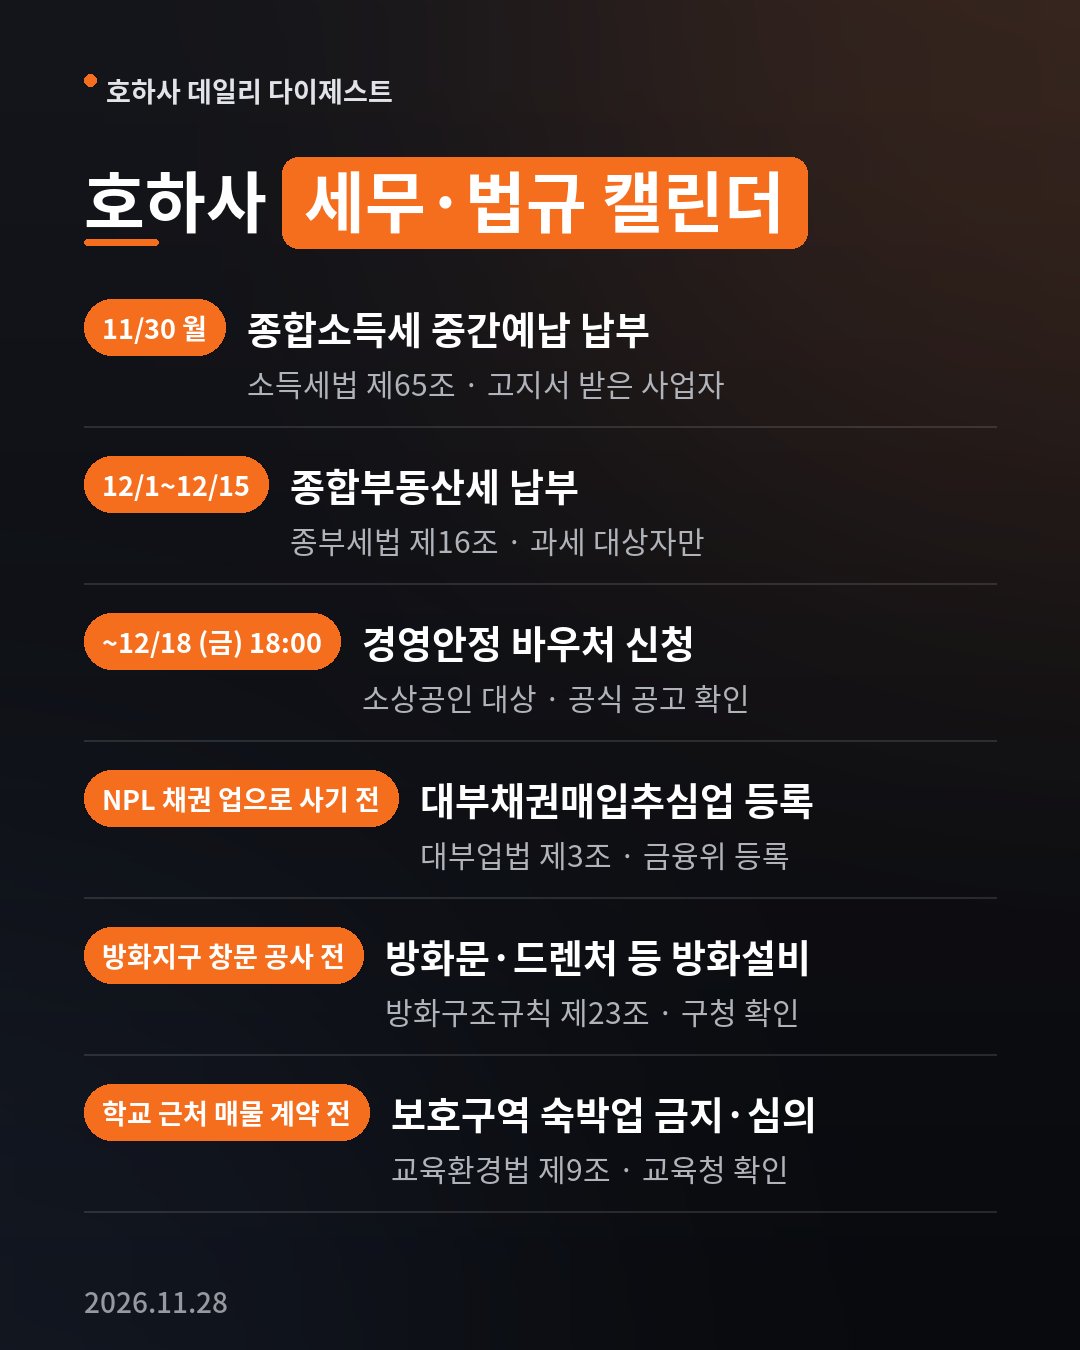 호하사 데일리 다이제스트
호하사 세무·법규 캘린더
11/30 월 종합소득세 중간예납 납부
소득세법 제65조 · 고지서 받은 사업자
12/1~12/15 종합부동산세 납부
종부세법 제16조 · 과세 대상자만
~12/18 (금) 18:00 경영안정 바우처 신청
소상공인 대상 · 공식 공고 확인
NPL 채권 업으로 사기 전 대부채권매입추심업 등록
대부업법 제3조 · 금융위 등록
방화지구 창문 공사 전 방화문·드렌처 등 방화설비
방화구조규칙 제23조 · 구청 확인
학교 근처 매물 계약 전 보호구역 숙박업 금지·심의
교육환경법 제9조 · 교육청 확인
2026.11.28